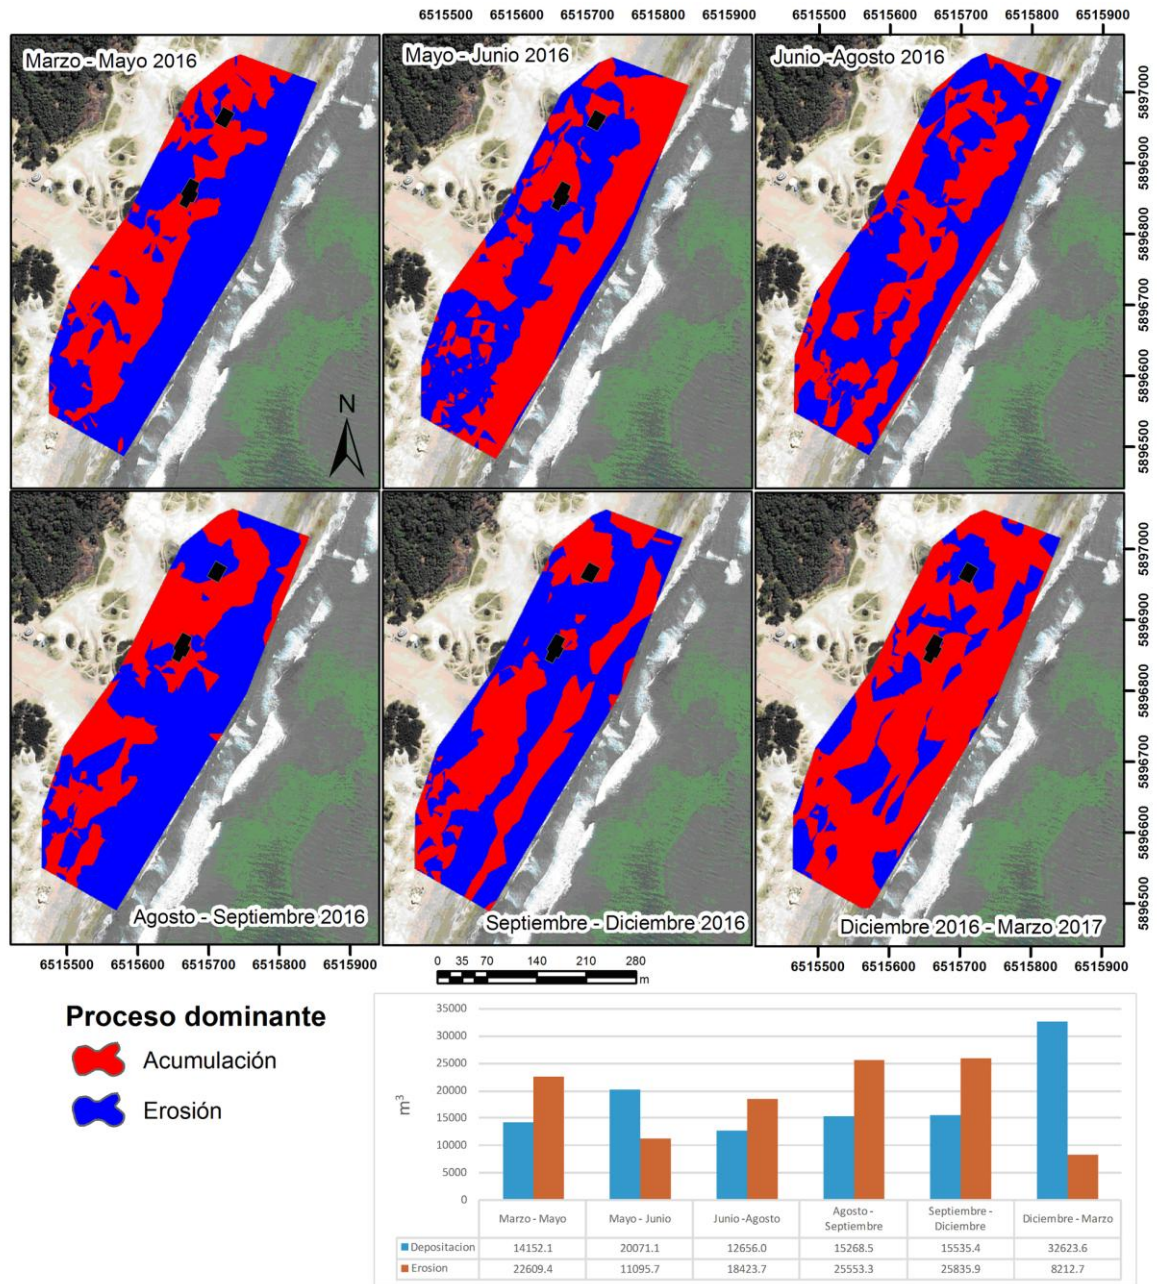 6515500 6515600 6515700 6515800 6515900 6515500 6515600 6515700 6515800 6515900
Marzo - Mayo 2016
Mayo - Junio 2016
Junio -Agosto 2016
5897000
5896900
5896800
5896700
5896600
5896500
N
Agosto - Septiembre 2016
Septiembre - Diciembre 2016
Diciembre 2016 - Marzo 2017
5897000
5896900
5896800
5896700
5896600
5896500
6515500 6515600 6515700 6515800 6515900 6515500 6515600 6515700 6515800 6515900
0 35 70 140 210 280
m
Proceso dominante
Acumulación
Erosión
m³
35000
30000
25000
20000
15000
10000
5000
0
Marzo - Mayo Mayo - Junio Junio -Agosto Agosto - Septiembre Septiembre - Diciembre Diciembre - Marzo
Depositacion 14152.1 20071.1 12656.0 15268.5 15535.4 32623.6
Erosion 22609.4 11095.7 18423.7 25553.3 25835.9 8212.7